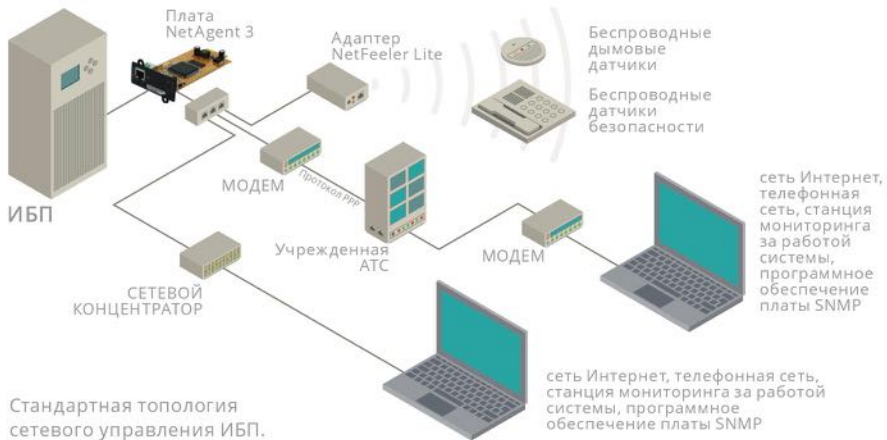 Плата
NetAgent 3
Адаптер
NetFeeler Lite
Беспроводные
дымовые
датчики
Беспроводные
датчики
безопасности
ИБП
МОДЕМ
Протокол PPP
Учрежденная
АТС
МОДЕМ
сеть Интернет,
телефонная
сеть, станция
мониторинга
за работой
системы,
программное
обеспечение
платы SNMP
СЕТЕВОЙ
КОНЦЕНТРАТОР
сеть Интернет, телефонная сеть,
станция мониторинга за работой
системы, программное
обеспечение платы SNMP
Стандартная топология
сетевого управления ИБП.